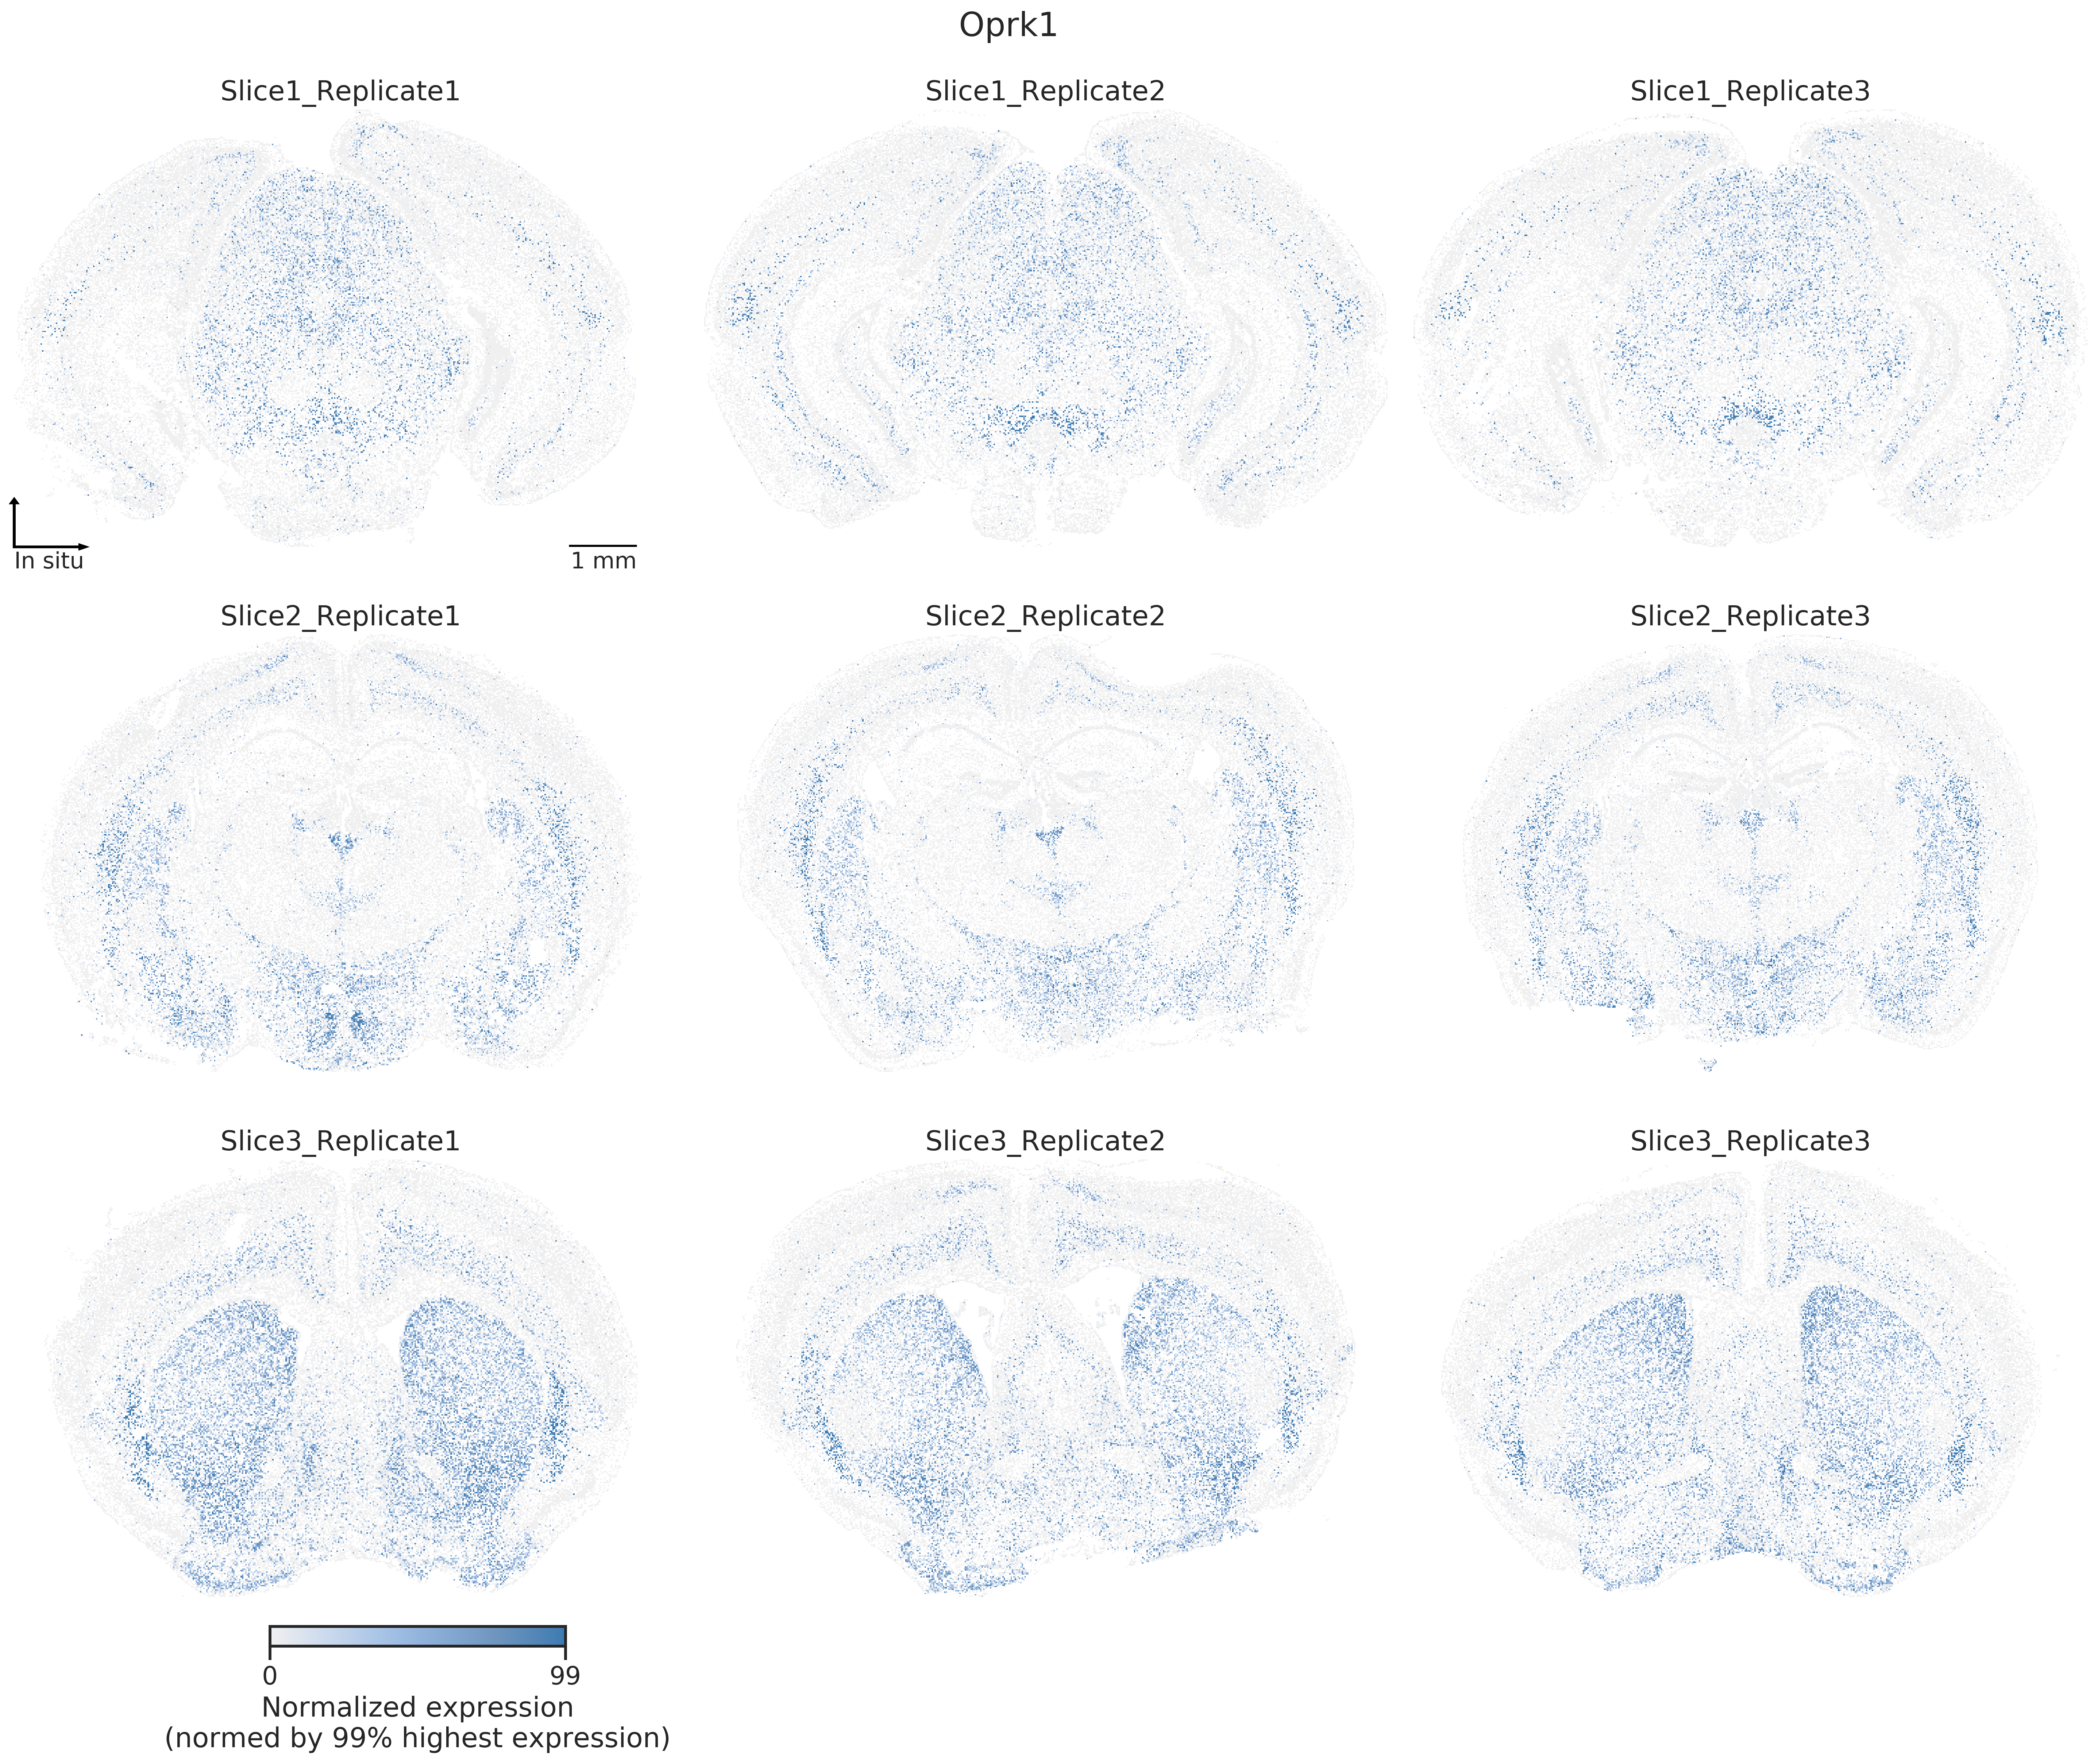 Oprk1
Slice1_Replicate1
Slice1_Replicate2
Slice1_Replicate3
In situ
1 mm
Slice2_Replicate1
Slice2_Replicate2
Slice2_Replicate3
Slice3_Replicate1
Slice3_Replicate2
Slice3_Replicate3
0
99
Normalized expression
(normed by 99% highest expression)